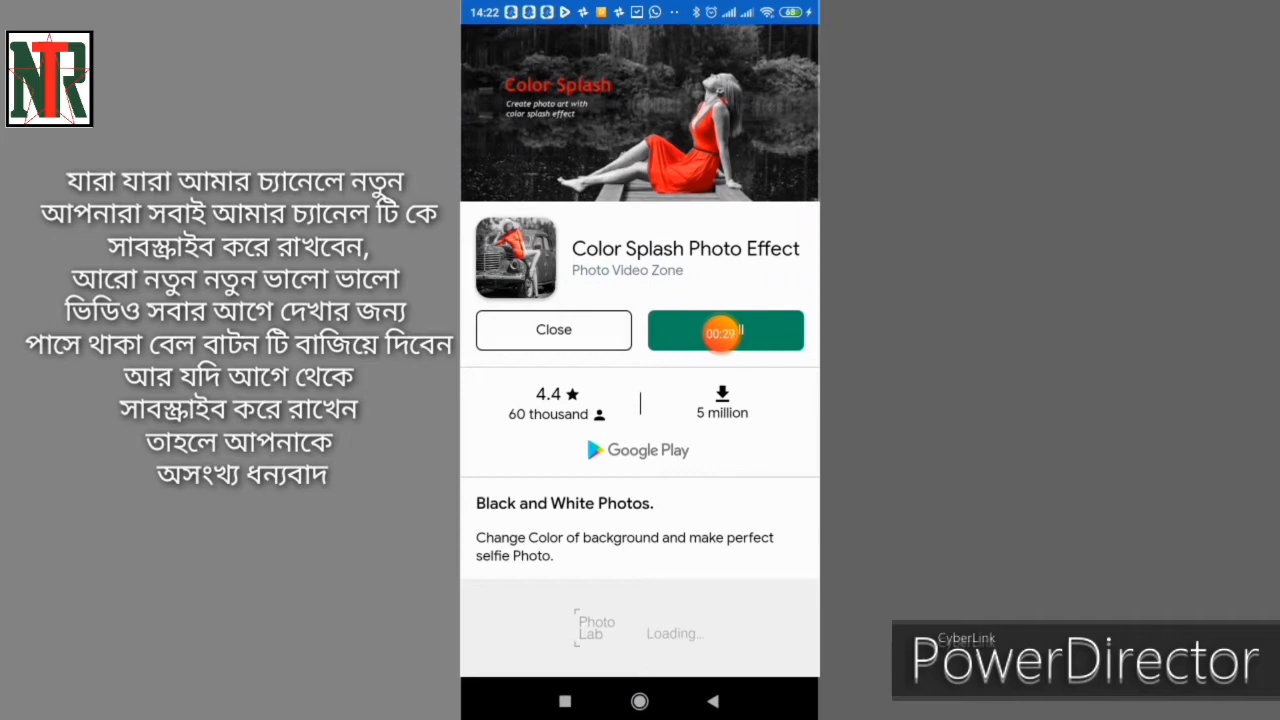 14:22
68
NTR
Color Splash
Create photo art with
color splash effect
যারা যারা আমার চ্যানেলে নতুন
আপনারা সবাই আমার চ্যানেল টি কে
সাবস্ক্রাইব করে রাখবেন,
আরো নতুন নতুন ভালো ভালো
ভিডিও সবার আগে দেখার জন্য
পাসে থাকা বেল বাটন টি বাজিয়ে দিবেন
আর যদি আগে থেকে
সাবস্ক্রাইব করে রাখেন
তাহলে আপনাকে
অসংখ্য ধন্যবাদ
Color Splash Photo Effect
Photo Video Zone
Close
00:29
4.4
60 thousand
5 million
Google Play
Black and White Photos.
Change Color of background and make perfect
selfie Photo.
Photo
Lab
Loading...
CyberLink
PowerDirector